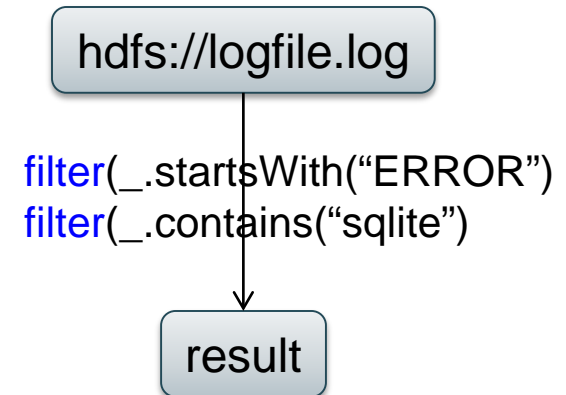 hdfs://logfile.log
filter(_.startsWith(“ERROR”)
filter(_.contains(“sqlite”)
result